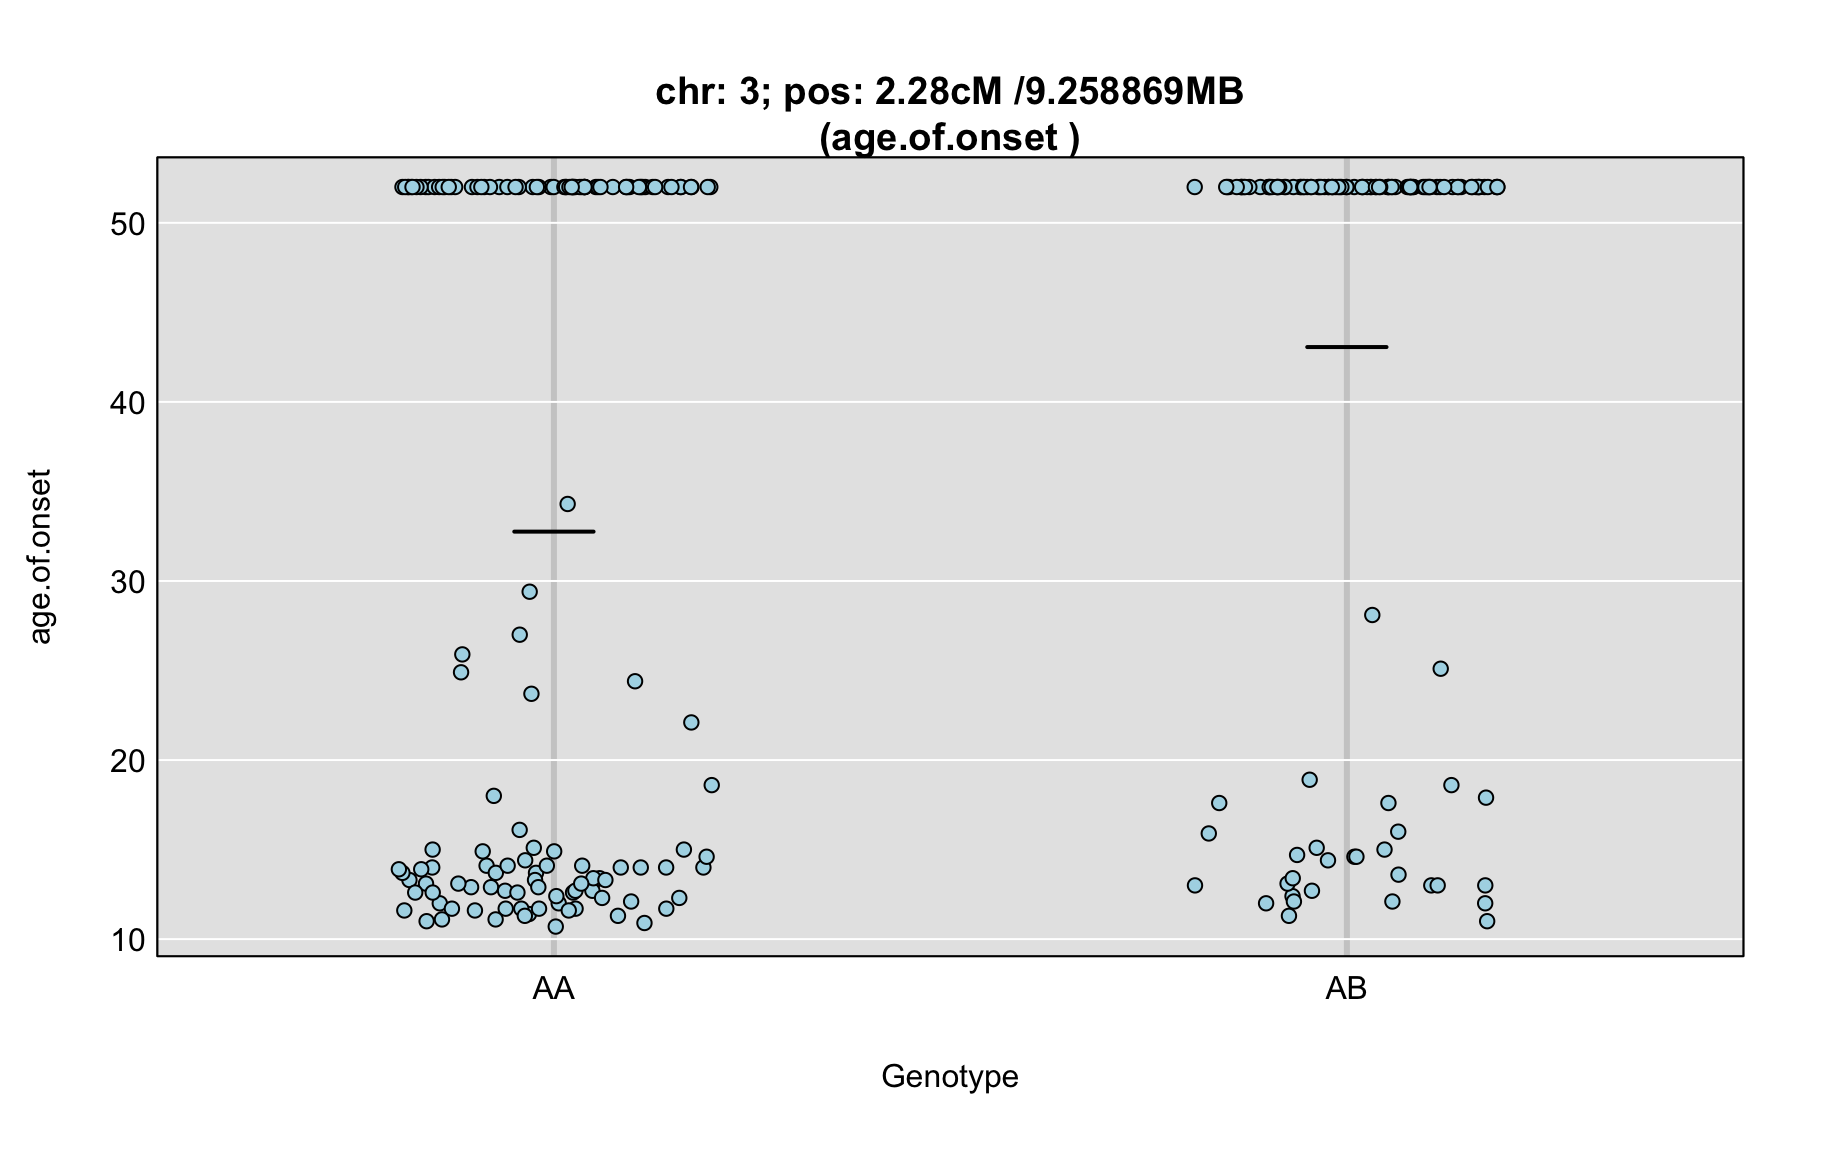 chr: 3; pos: 2.28cM /9.258869MB
(age.of.onset )
50
40
30
20
10
age.of.onset
AA
AB
Genotype